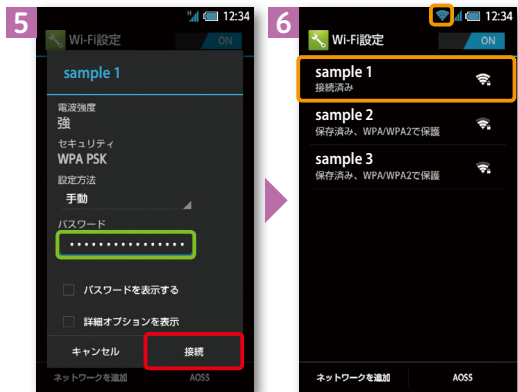 5
H
12:34
Wi-Fi設定
ON
sample 1
電波強度
強
セキュリティ
WPA PSK
設定方法
手動
パスワード
••••••••••••••••
パスワードを表示する
詳細オプションを表示
キャンセル
接続
ネットワークを追加
AOSS
6
12:34
Wi-Fi設定
ON
sample 1
接続済み
sample 2
保存済み、WPA/WPA2で保護
sample 3
保存済み、WPA/WPA2で保護
ネットワークを追加
AOSS